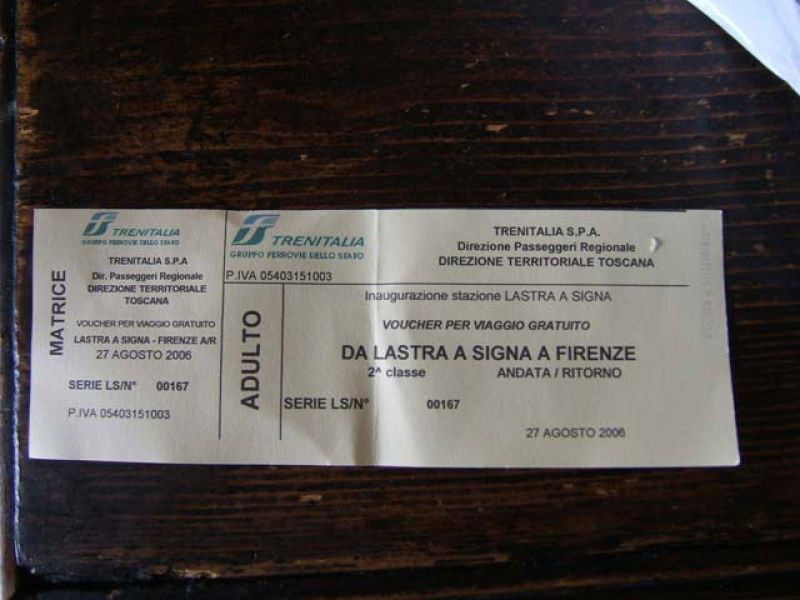 TRENITALIA
GRUPPO FERROVIE DELLO STATO
TRENITALIA S.P.A
Dir. Passeggeri Regionale
DIREZIONE TERRITORIALE
TOSCANA
MATRICE
VOUCHER PER VIAGGIO GRATUITO
LASTRA A SIGNA - FIRENZE A/R
27 AGOSTO 2006
SERIE LS/N° 00167
P.IVA 05403151003
TRENITALIA
GRUPPO FERROVIE DELLO STATO
P.IVA 05403151003
TRENITALIA S.P.A.
Direzione Passeggeri Regionale
DIREZIONE TERRITORIALE TOSCANA
ADULTO
Inaugurazione stazione LASTRA A SIGNA
VOUCHER PER VIAGGIO GRATUITO
DA LASTRA A SIGNA A FIRENZE
2^ classe ANDATA / RITORNO
SERIE LS/N° 00167
27 AGOSTO 2006